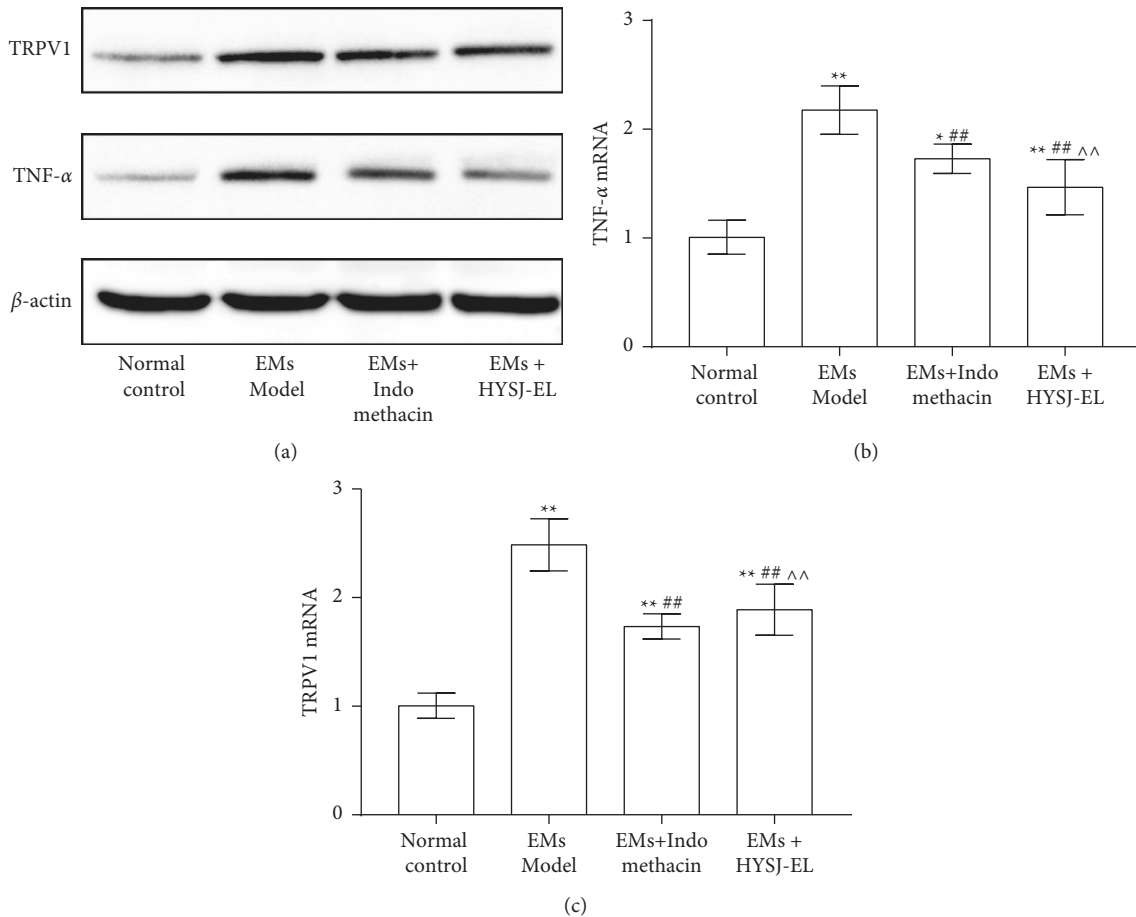 TRPV1
TNF-α
β-actin
Normal
control
EMs
Model
EMs+
Indo
methacin
EMs +
HYSJ-EL
(a)
TNF-α mRNA
3
2
1
0
**
* ##
** ## ^^
Normal
control
EMs
Model
EMs+Indo
methacin
EMs +
HYSJ-EL
(b)
TRPV1 mRNA
3
2
1
0
**
** ##
** ## ^^
Normal
control
EMs
Model
EMs+Indo
methacin
EMs +
HYSJ-EL
(c)